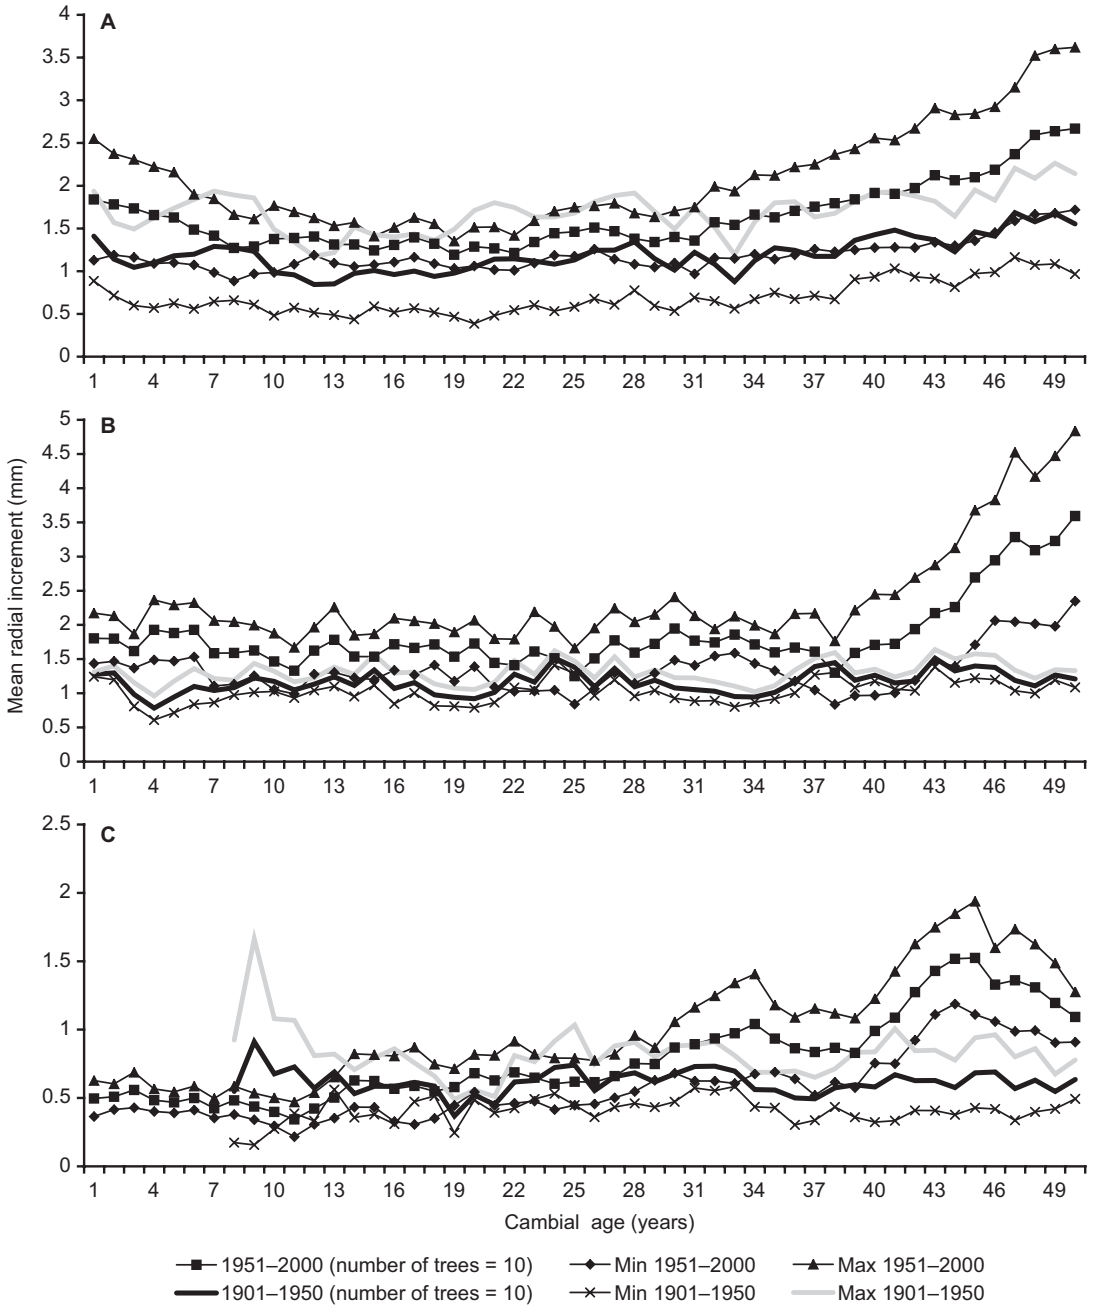 A
4
3.5
3
2.5
2
1.5
1
0.5
0
1 4 7 10 13 16 19 22 25 28 31 34 37 40 43 46 49
B
5
4.5
4
3.5
3
2.5
2
1.5
1
0.5
0
1 4 7 10 13 16 19 22 25 28 31 34 37 40 43 46 49
Mean radial increment (mm)
C
2.5
2
1.5
1
0.5
0
1 4 7 10 13 16 19 22 25 28 31 34 37 40 43 46 49
Cambial age (years)
1951–2000 (number of trees = 10) Min 1951–2000 Max 1951–2000
1901–1950 (number of trees = 10) Min 1901–1950 Max 1901–1950